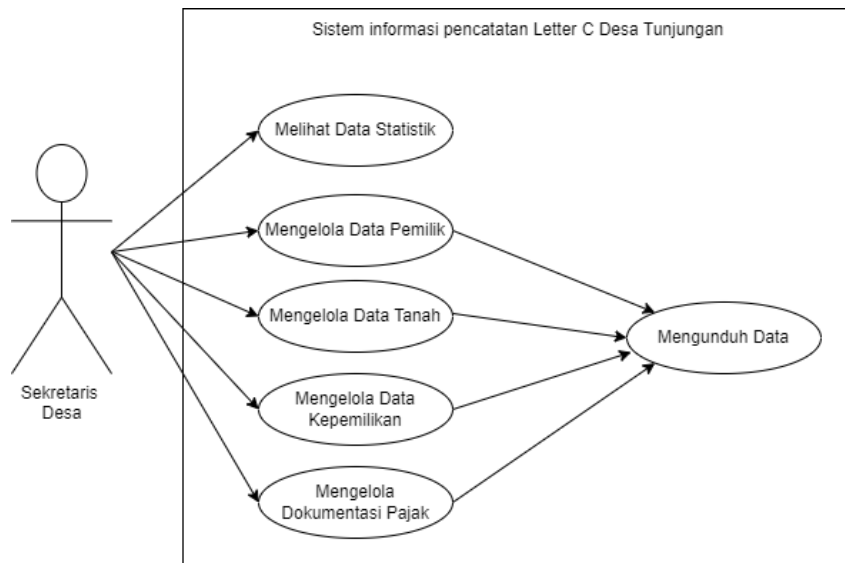 Sistem informasi pencatatan Letter C Desa Tunjungan
Melihat Data Statistik
Mengelola Data Pemilik
Mengelola Data Tanah
Mengunduh Data
Sekretaris
Desa
Mengelola Data
Kepemilikan
Mengelola
Dokumentasi Pajak